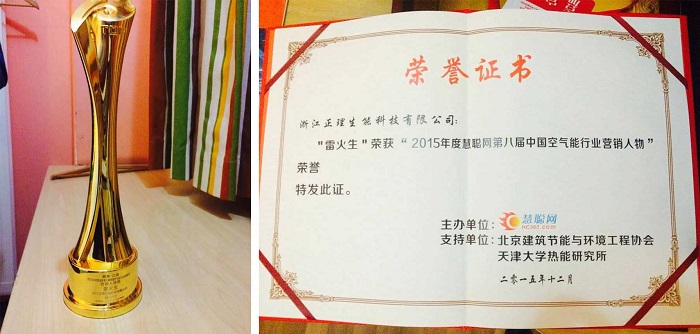 荣誉证书
浙江正理生能科技有限公司:
"雷火生"荣获“2015年度慧聪网第八届中国空气能行业营销人物”
荣誉
特发此证。
主办单位: 慧聪网
HC360.com
支持单位: 北京建筑节能与环境工程协会
天津大学热能研究所
二零一五年十二月